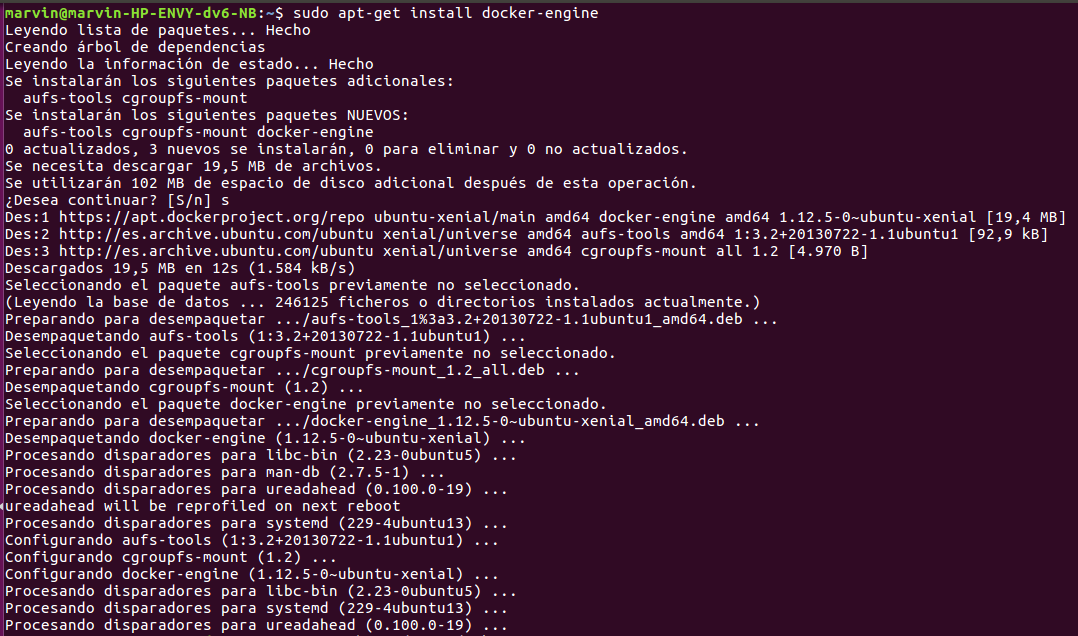 marvin@marvin-HP-ENVY-dv6-NB:~$ sudo apt-get install docker-engine
Leyendo lista de paquetes... Hecho
Creando árbol de dependencias
Leyendo la información de estado... Hecho
Se instalarán los siguientes paquetes adicionales:
  aufs-tools cgroupfs-mount
Se instalarán los siguientes paquetes NUEVOS:
  aufs-tools cgroupfs-mount docker-engine
0 actualizados, 3 nuevos se instalarán, 0 para eliminar y 0 no actualizados.
Se necesita descargar 19,5 MB de archivos.
Se utilizarán 102 MB de espacio de disco adicional después de esta operación.
¿Desea continuar? [S/n] s
Des:1 https://apt.dockerproject.org/repo ubuntu-xenial/main amd64 docker-engine amd64 1.12.5-0~ubuntu-xenial [19,4 MB]
Des:2 http://es.archive.ubuntu.com/ubuntu xenial/universe amd64 aufs-tools amd64 1:3.2+20130722-1.1ubuntu1 [92,9 kB]
Des:3 http://es.archive.ubuntu.com/ubuntu xenial/universe amd64 cgroupfs-mount all 1.2 [4.970 B]
Descargados 19,5 MB en 12s (1.584 kB/s)
Seleccionando el paquete aufs-tools previamente no seleccionado.
(Leyendo la base de datos ... 246125 ficheros o directorios instalados actualmente.)
Preparando para desempaquetar .../aufs-tools_1%3a3.2+20130722-1.1ubuntu1_amd64.deb ...
Desempaquetando aufs-tools (1:3.2+20130722-1.1ubuntu1) ...
Seleccionando el paquete cgroupfs-mount previamente no seleccionado.
Preparando para desempaquetar .../cgroupfs-mount_1.2_all.deb ...
Desempaquetando cgroupfs-mount (1.2) ...
Seleccionando el paquete docker-engine previamente no seleccionado.
Preparando para desempaquetar .../docker-engine_1.12.5-0~ubuntu-xenial_amd64.deb ...
Desempaquetando docker-engine (1.12.5-0~ubuntu-xenial) ...
Procesando disparadores para libc-bin (2.23-0ubuntu5) ...
Procesando disparadores para man-db (2.7.5-1) ...
Procesando disparadores para ureadahead (0.100.0-19) ...
ureadahead will be reprofiled on next reboot
Procesando disparadores para systemd (229-4ubuntu13) ...
Configurando aufs-tools (1:3.2+20130722-1.1ubuntu1) ...
Configurando cgroupfs-mount (1.2) ...
Configurando docker-engine (1.12.5-0~ubuntu-xenial) ...
Procesando disparadores para libc-bin (2.23-0ubuntu5) ...
Procesando disparadores para systemd (229-4ubuntu13) ...
Procesando disparadores para ureadahead (0.100.0-19) ...